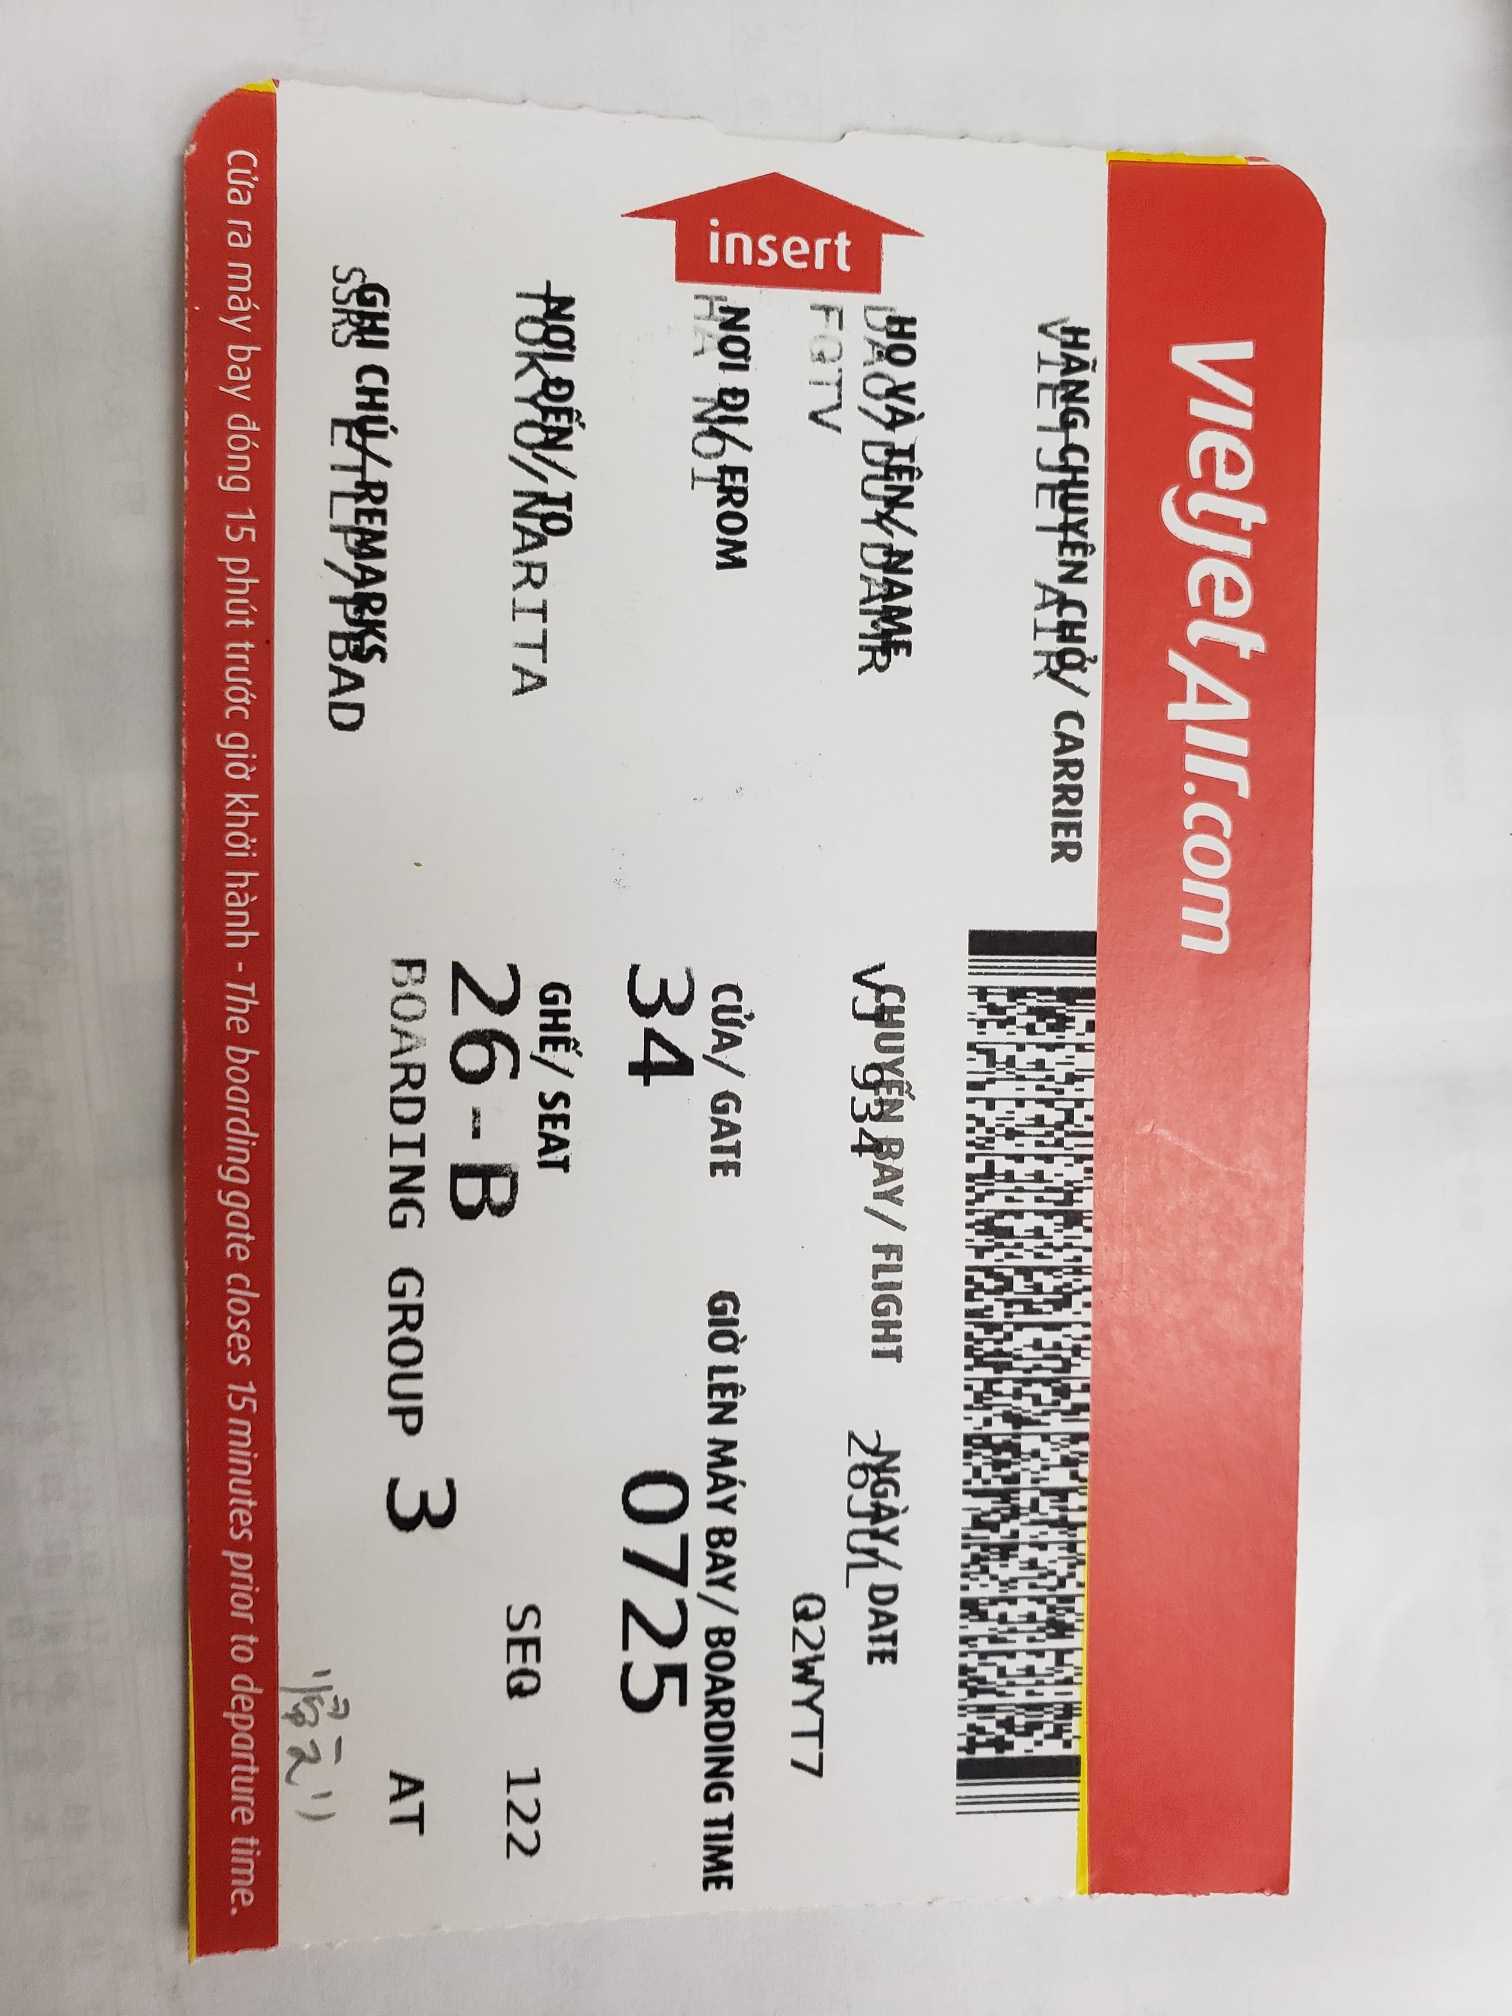 vietjetAir.com
HÃNG CHUYÊN CHỞ/ CARRIER
VIETJET AIR
HỌ VÀ TÊN/ NAME
DAO/DUYDAMR
FQTV
CHUYẾN BAY/ FLIGHT
VJ 934
NGÀY/ DATE
26JUL
Q2WYT7
insert
NƠI ĐI/ FROM
HA NOI
CỬA/ GATE
34
GIỜ LÊN MÁY BAY/ BOARDING TIME
0725
NƠI ĐẾN/ TO
TOKYO/NARITA
GHẾ/ SEAT
26-B
SEQ 122
GHI CHÚ/ REMARKS
SSRS ETLP/PBAD
BOARDING GROUP 3 AT
Cửa ra máy bay đóng 15 phút trước giờ khởi hành - The boarding gate closes 15 minutes prior to departure time.